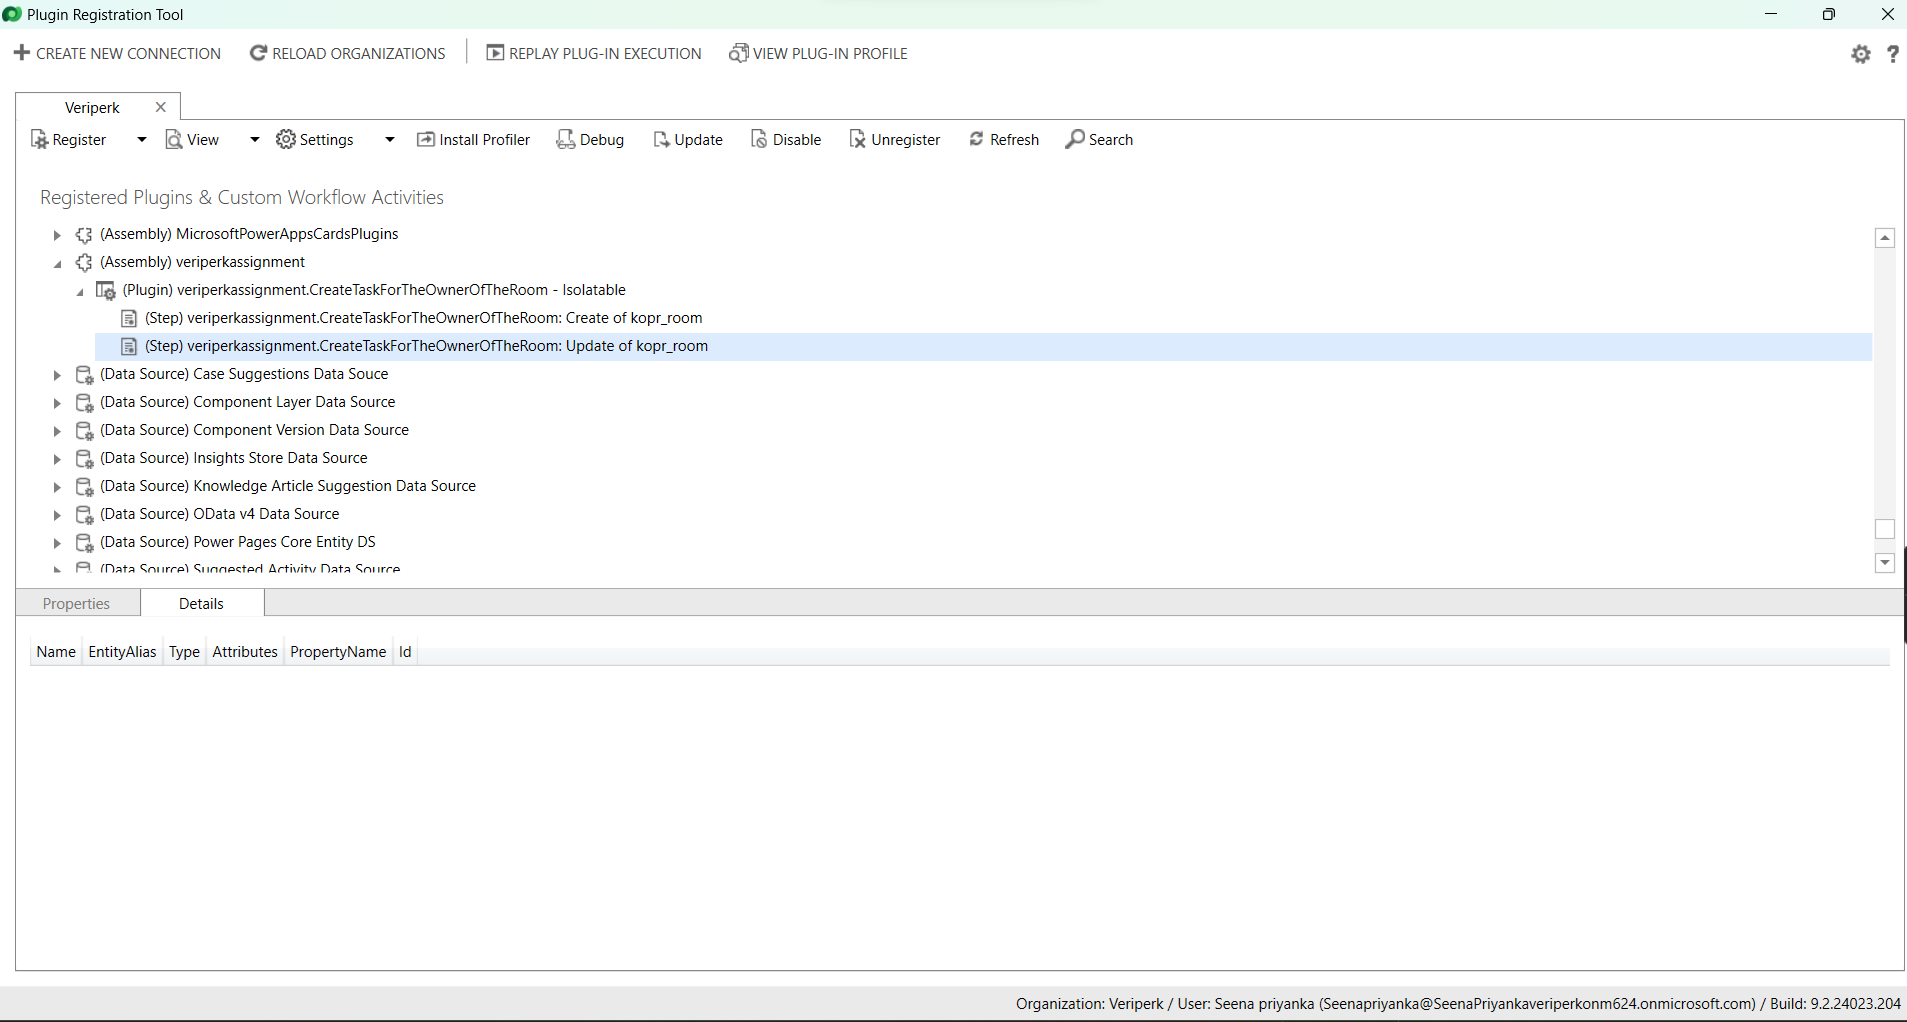 Plugin Registration Tool
CREATE NEW CONNECTION RELOAD ORGANIZATIONS REPLAY PLUG-IN EXECUTION VIEW PLUG-IN PROFILE ?
Veriperk
Register View Settings Install Profiler Debug Update Disable Unregister Refresh Search
Registered Plugins & Custom Workflow Activities
(Assembly) MicrosoftPowerAppsCardsPlugins
(Assembly) veriperkassignment
(Plugin) veriperkassignment.CreateTaskForTheOwnerOfTheRoom - Isolatable
(Step) veriperkassignment.CreateTaskForTheOwnerOfTheRoom: Create of kopr_room
(Step) veriperkassignment.CreateTaskForTheOwnerOfTheRoom: Update of kopr_room
(Data Source) Case Suggestions Data Souce
(Data Source) Component Layer Data Source
(Data Source) Component Version Data Source
(Data Source) Insights Store Data Source
(Data Source) Knowledge Article Suggestion Data Source
(Data Source) OData v4 Data Source
(Data Source) Power Pages Core Entity DS
(Data Source) Suggested Activity Data Source
Properties Details
Name EntityAlias Type Attributes PropertyName Id
Organization: Veriperk / User: Seena priyanka (Seenapriyanka@SeenaPriyankaveriperkonm624.onmicrosoft.com) / Build: 9.2.24023.204